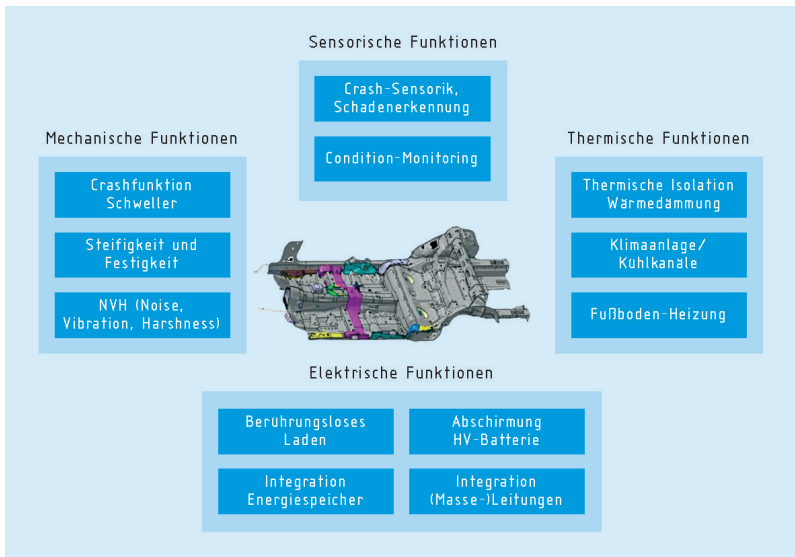 Sensorische Funktionen
Crash-Sensorik,
Schadenerkennung
Condition-Monitoring
Mechanische Funktionen
Crashfunktion
Schweller
Steifigkeit und
Festigkeit
NVH (Noise,
Vibration, Harshness)
Thermische Funktionen
Thermische Isolation
Wärmedämmung
Klimaanlage/
Kühlkanäle
Fußboden-Heizung
Elektrische Funktionen
Berührungsloses
Laden
Abschirmung
HV-Batterie
Integration
Energiespeicher
Integration
(Masse-)Leitungen